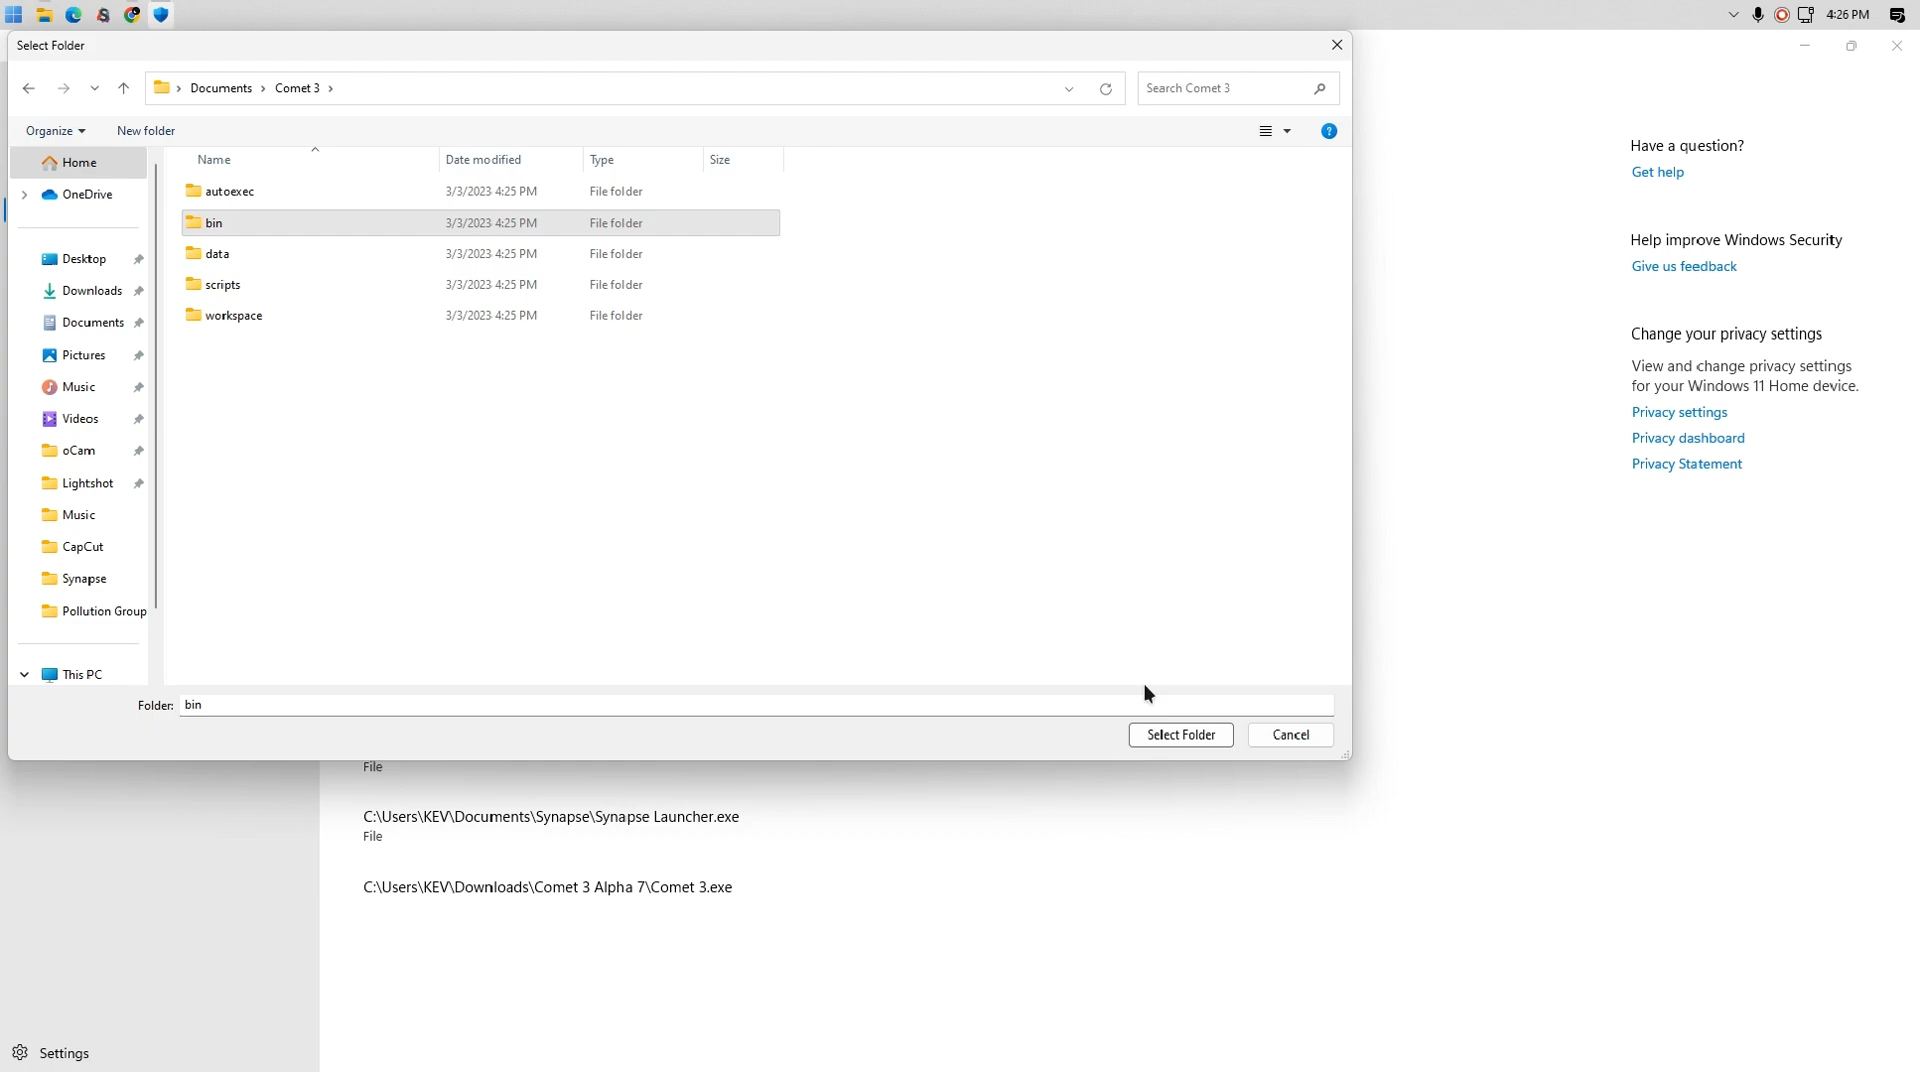 4:26 PM
Select Folder
Documents
Comet 3
Search Comet 3
Organize
New folder
Name
Date modified
Type
Size
Home
OneDrive
Desktop
Downloads
Documents
Pictures
Music
Videos
oCam
Lightshot
Music
CapCut
Synapse
Pollution Group
This PC
autoexec 3/3/2023 4:25 PM File folder
bin 3/3/2023 4:25 PM File folder
data 3/3/2023 4:25 PM File folder
scripts 3/3/2023 4:25 PM File folder
workspace 3/3/2023 4:25 PM File folder
Folder: bin
Select Folder
Cancel
File
C:\Users\KEV\Documents\Synapse\Synapse Launcher.exe
File
C:\Users\KEV\Downloads\Comet 3 Alpha 7\Comet 3.exe
Settings
Have a question?
Get help
Help improve Windows Security
Give us feedback
Change your privacy settings
View and change privacy settings
for your Windows 11 Home device.
Privacy settings
Privacy dashboard
Privacy Statement